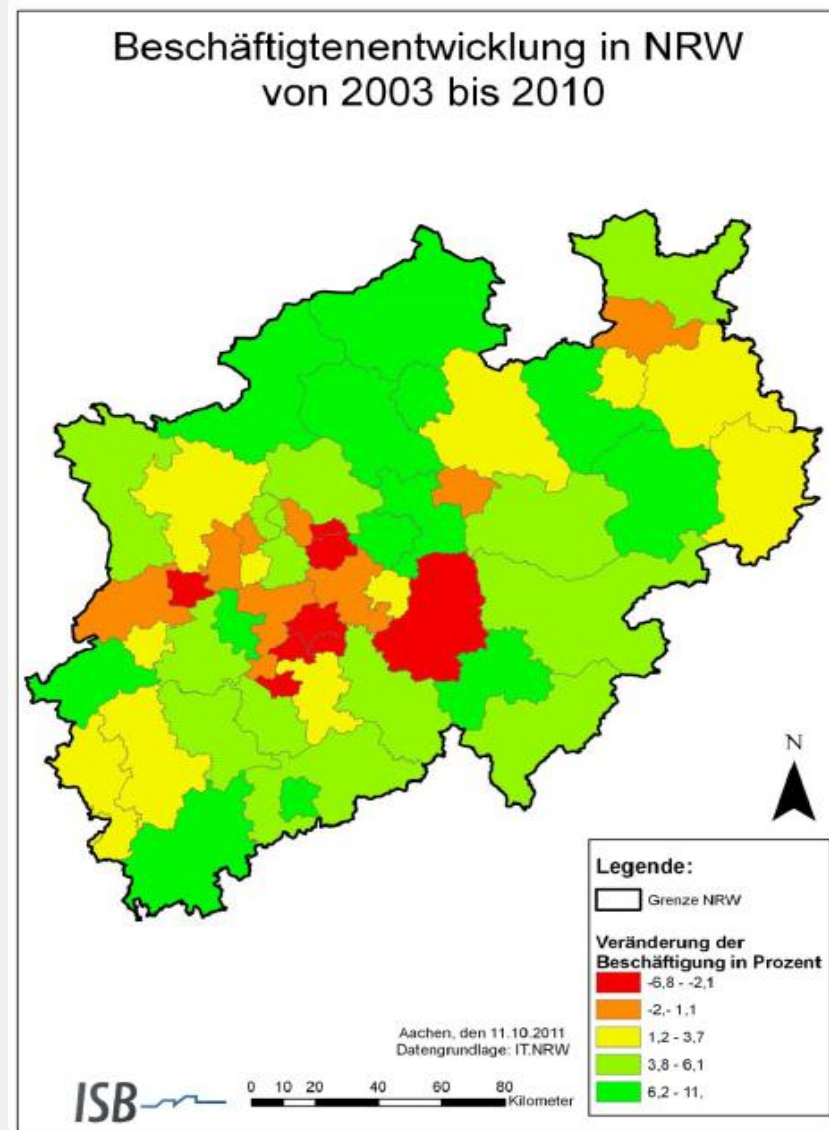 Beschäftigtenentwicklung in NRW
von 2003 bis 2010
N
Legende:
Grenze NRW
Veränderung der
Beschäftigung in Prozent
-6,8 - -2,1
-2,- 1,1
1,2 - 3,7
3,8 - 6,1
6,2 - 11,
Aachen, den 11.10.2011
Datengrundlage: IT.NRW
ISB
0 10 20 40 60 80
Kilometer